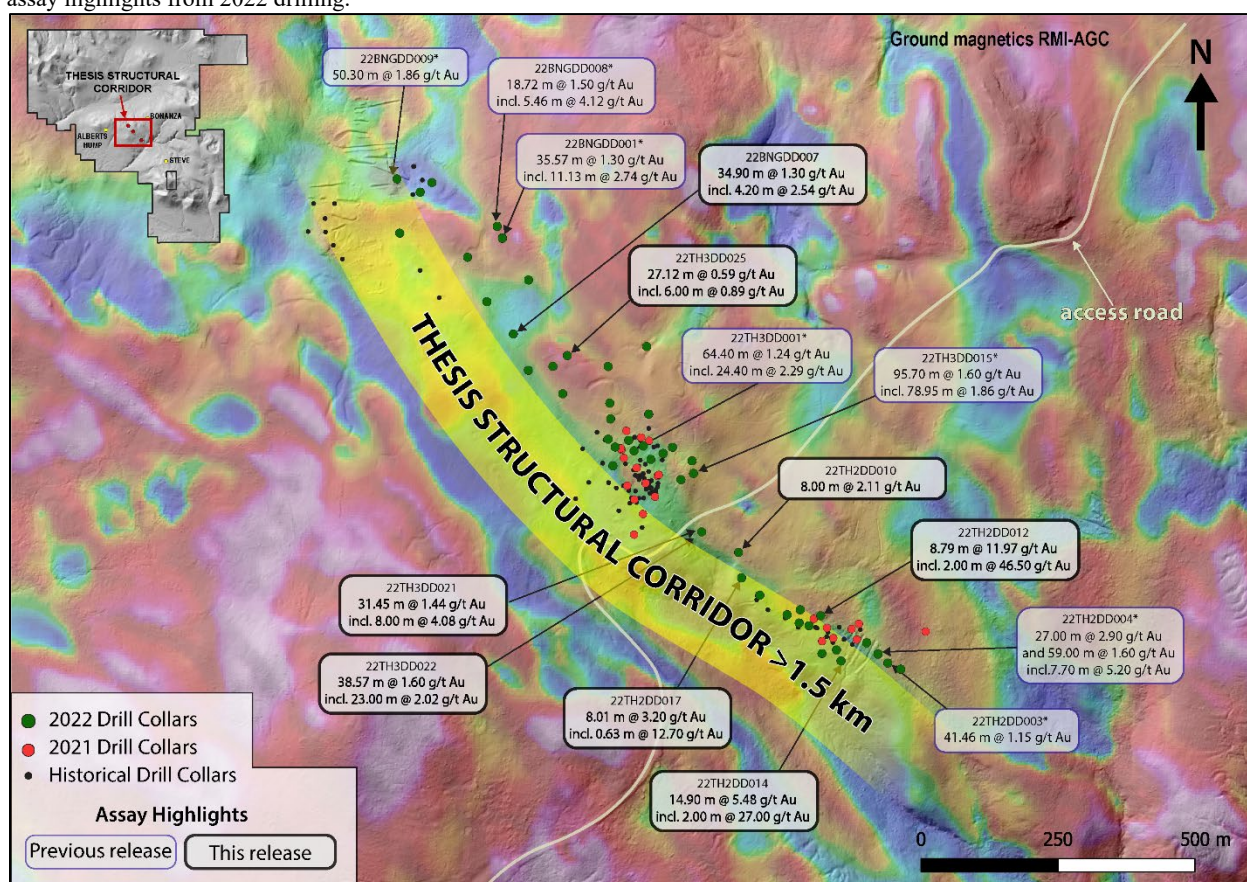 assay highlights from 2022 drilling.
Ground magnetics RMI-AGC
N
THESIS STRUCTURAL
CORRIDOR
BONANZA
ALBERTS
HUMP
STEVE
22BNGDD009*
50.30 m @ 1.86 g/t Au
22BNGDD008*
18.72 m @ 1.50 g/t Au
incl. 5.46 m @ 4.12 g/t Au
22BNGDD001*
35.57 m @ 1.30 g/t Au
incl. 11.13 m @ 2.74 g/t Au
22BNGDD007
34.90 m @ 1.30 g/t Au
incl. 4.20 m @ 2.54 g/t Au
22TH3DD025
27.12 m @ 0.59 g/t Au
incl. 6.00 m @ 0.89 g/t Au
access road
22TH3DD001*
64.40 m @ 1.24 g/t Au
incl. 24.40 m @ 2.29 g/t Au
22TH3DD015*
95.70 m @ 1.60 g/t Au
incl. 78.95 m @ 1.86 g/t Au
THESIS STRUCTURAL CORRIDOR >1.5 km
22TH2DD010
8.00 m @ 2.11 g/t Au
22TH2DD012
8.79 m @ 11.97 g/t Au
incl. 2.00 m @ 46.50 g/t Au
22TH3DD021
31.45 m @ 1.44 g/t Au
incl. 8.00 m @ 4.08 g/t Au
22TH2DD004*
27.00 m @ 2.90 g/t Au
and 59.00 m @ 1.60 g/t Au
incl.7.70 m @ 5.20 g/t Au
22TH3DD022
38.57 m @ 1.60 g/t Au
incl. 23.00 m @ 2.02 g/t Au
22TH2DD017
8.01 m @ 3.20 g/t Au
incl. 0.63 m @ 12.70 g/t Au
22TH2DD003*
41.46 m @ 1.15 g/t Au
22TH2DD014
14.90 m @ 5.48 g/t Au
incl. 2.00 m @ 27.00 g/t Au
2022 Drill Collars
2021 Drill Collars
Historical Drill Collars
Assay Highlights
Previous release
This release
0 250 500 m